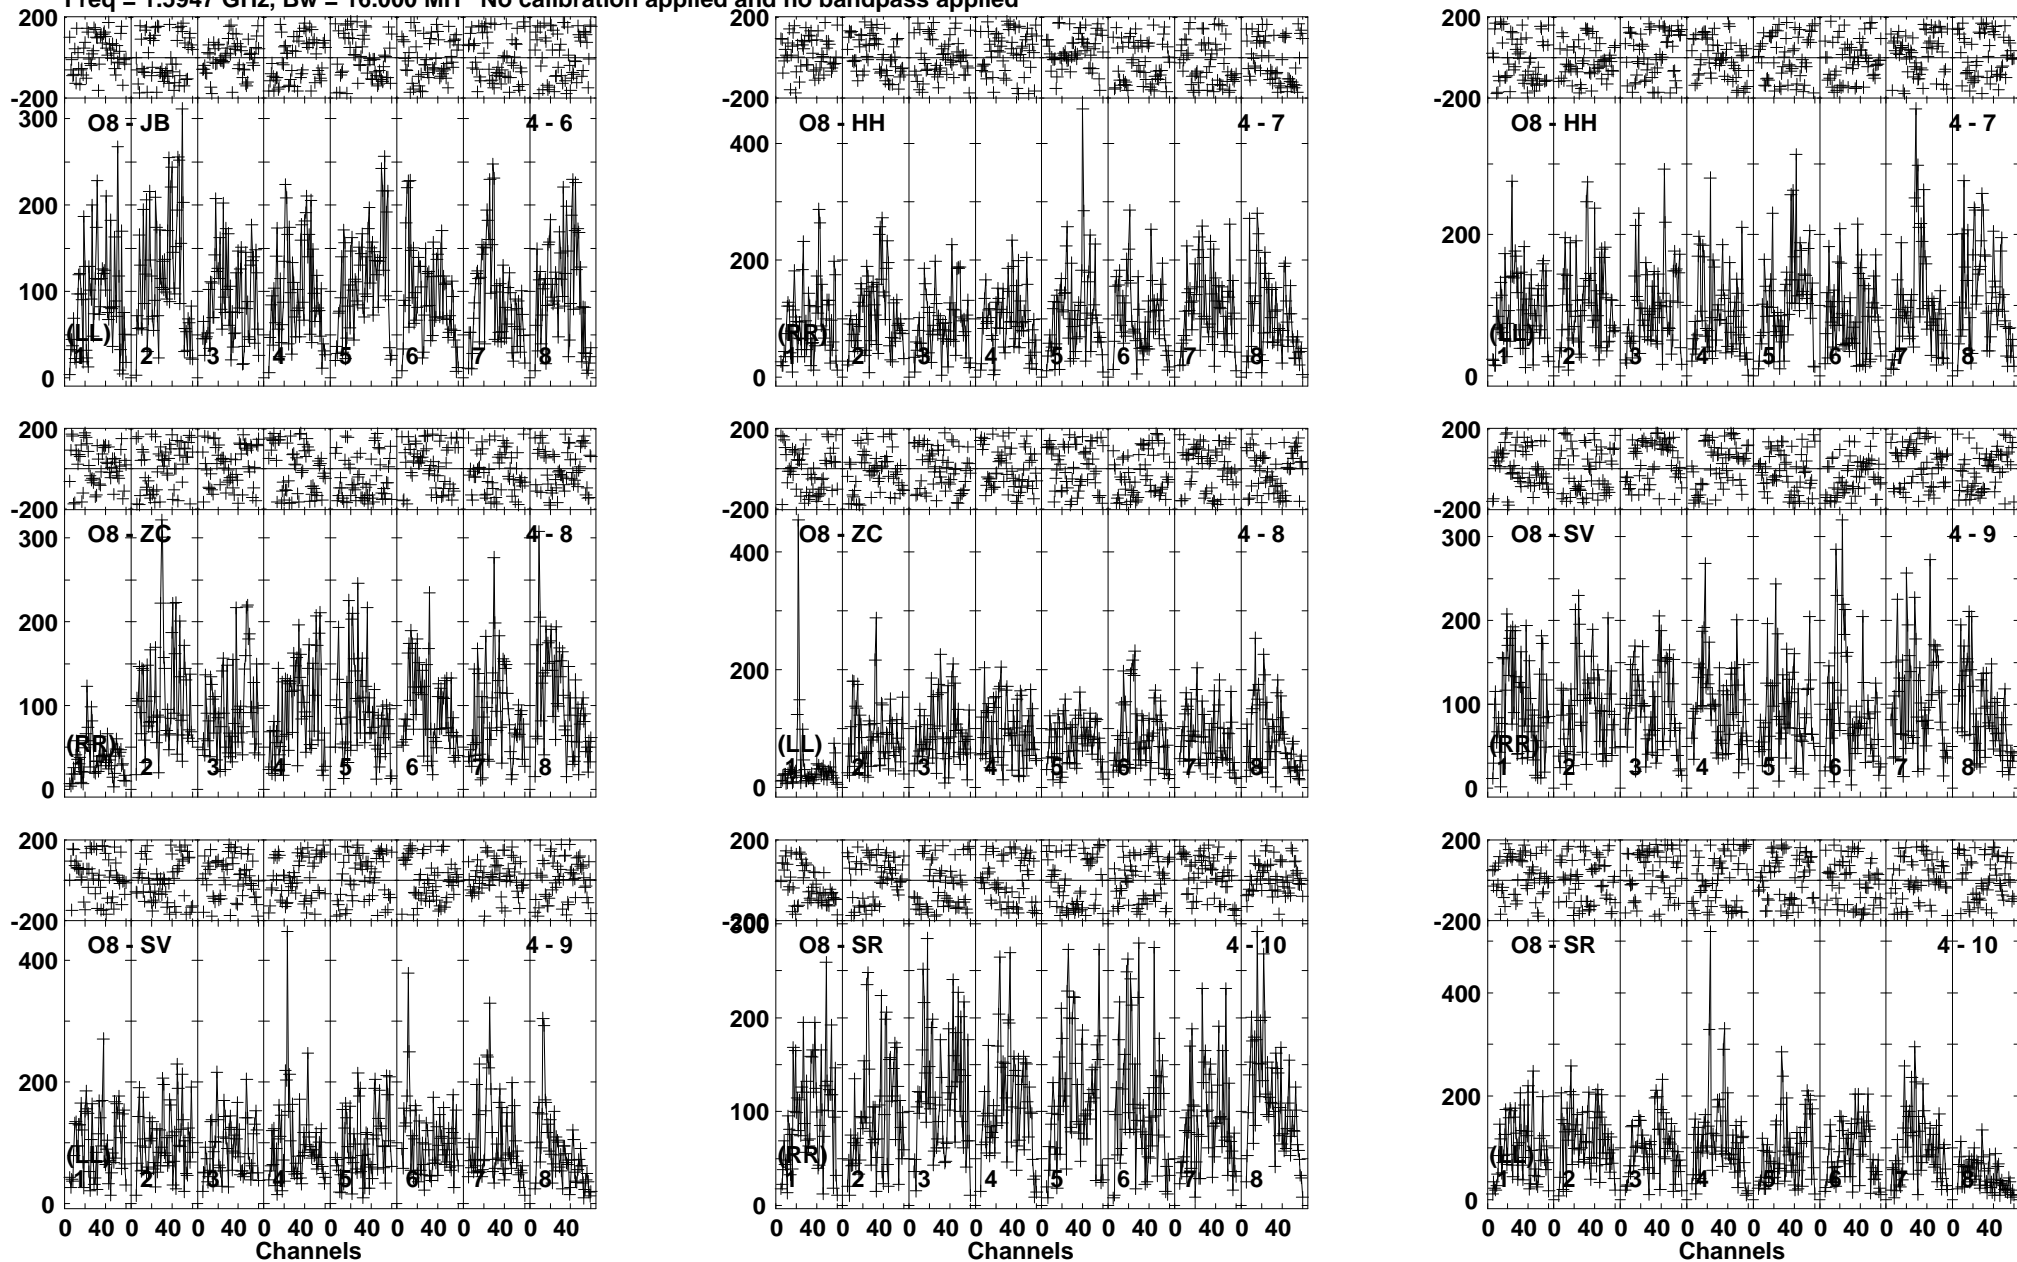 Freq = 1.5947 GHz, Bw = 16.000 MH No calibration applied and no bandpass applied
200 200 200
-200 -200 -200
300 O8 - JB 4 - 6
400 O8 - HH 4 - 7
O8 - HH 4 - 7
200 200 200
100
(LL) (RR) (LL)
1 2 3 4 5 6 7 8
1 2 3 4 5 6 7 8
1 2 3 4 5 6 7 8
0 0 0
200 200 200
-200 -200 -200
300 O8 - ZC 4 - 8
400 O8 - ZC 4 - 8
300 O8 - SV 4 - 9
200 200 200
100 100
(RR) (LL) (RR)
1 2 3 4 5 6 7 8
1 2 3 4 5 6 7 8
1 2 3 4 5 6 7 8
0 0 0
200 200 200
-200 -200 -200
400 O8 - SV 4 - 9
300 O8 - SR 4 - 10
400 O8 - SR 4 - 10
200 200 200
100
(LL) (RR) (LL)
1 2 3 4 5 6 7 8
1 2 3 4 5 6 7 8
1 2 3 4 5 6 7 8
0 0 0
0 40 0 40 0 40 0 40 0 40 0 40 0 40 0 40
0 40 0 40 0 40 0 40 0 40 0 40 0 40 0 40
0 40 0 40 0 40 0 40 0 40 0 40 0 40 0 40
Channels Channels Channels